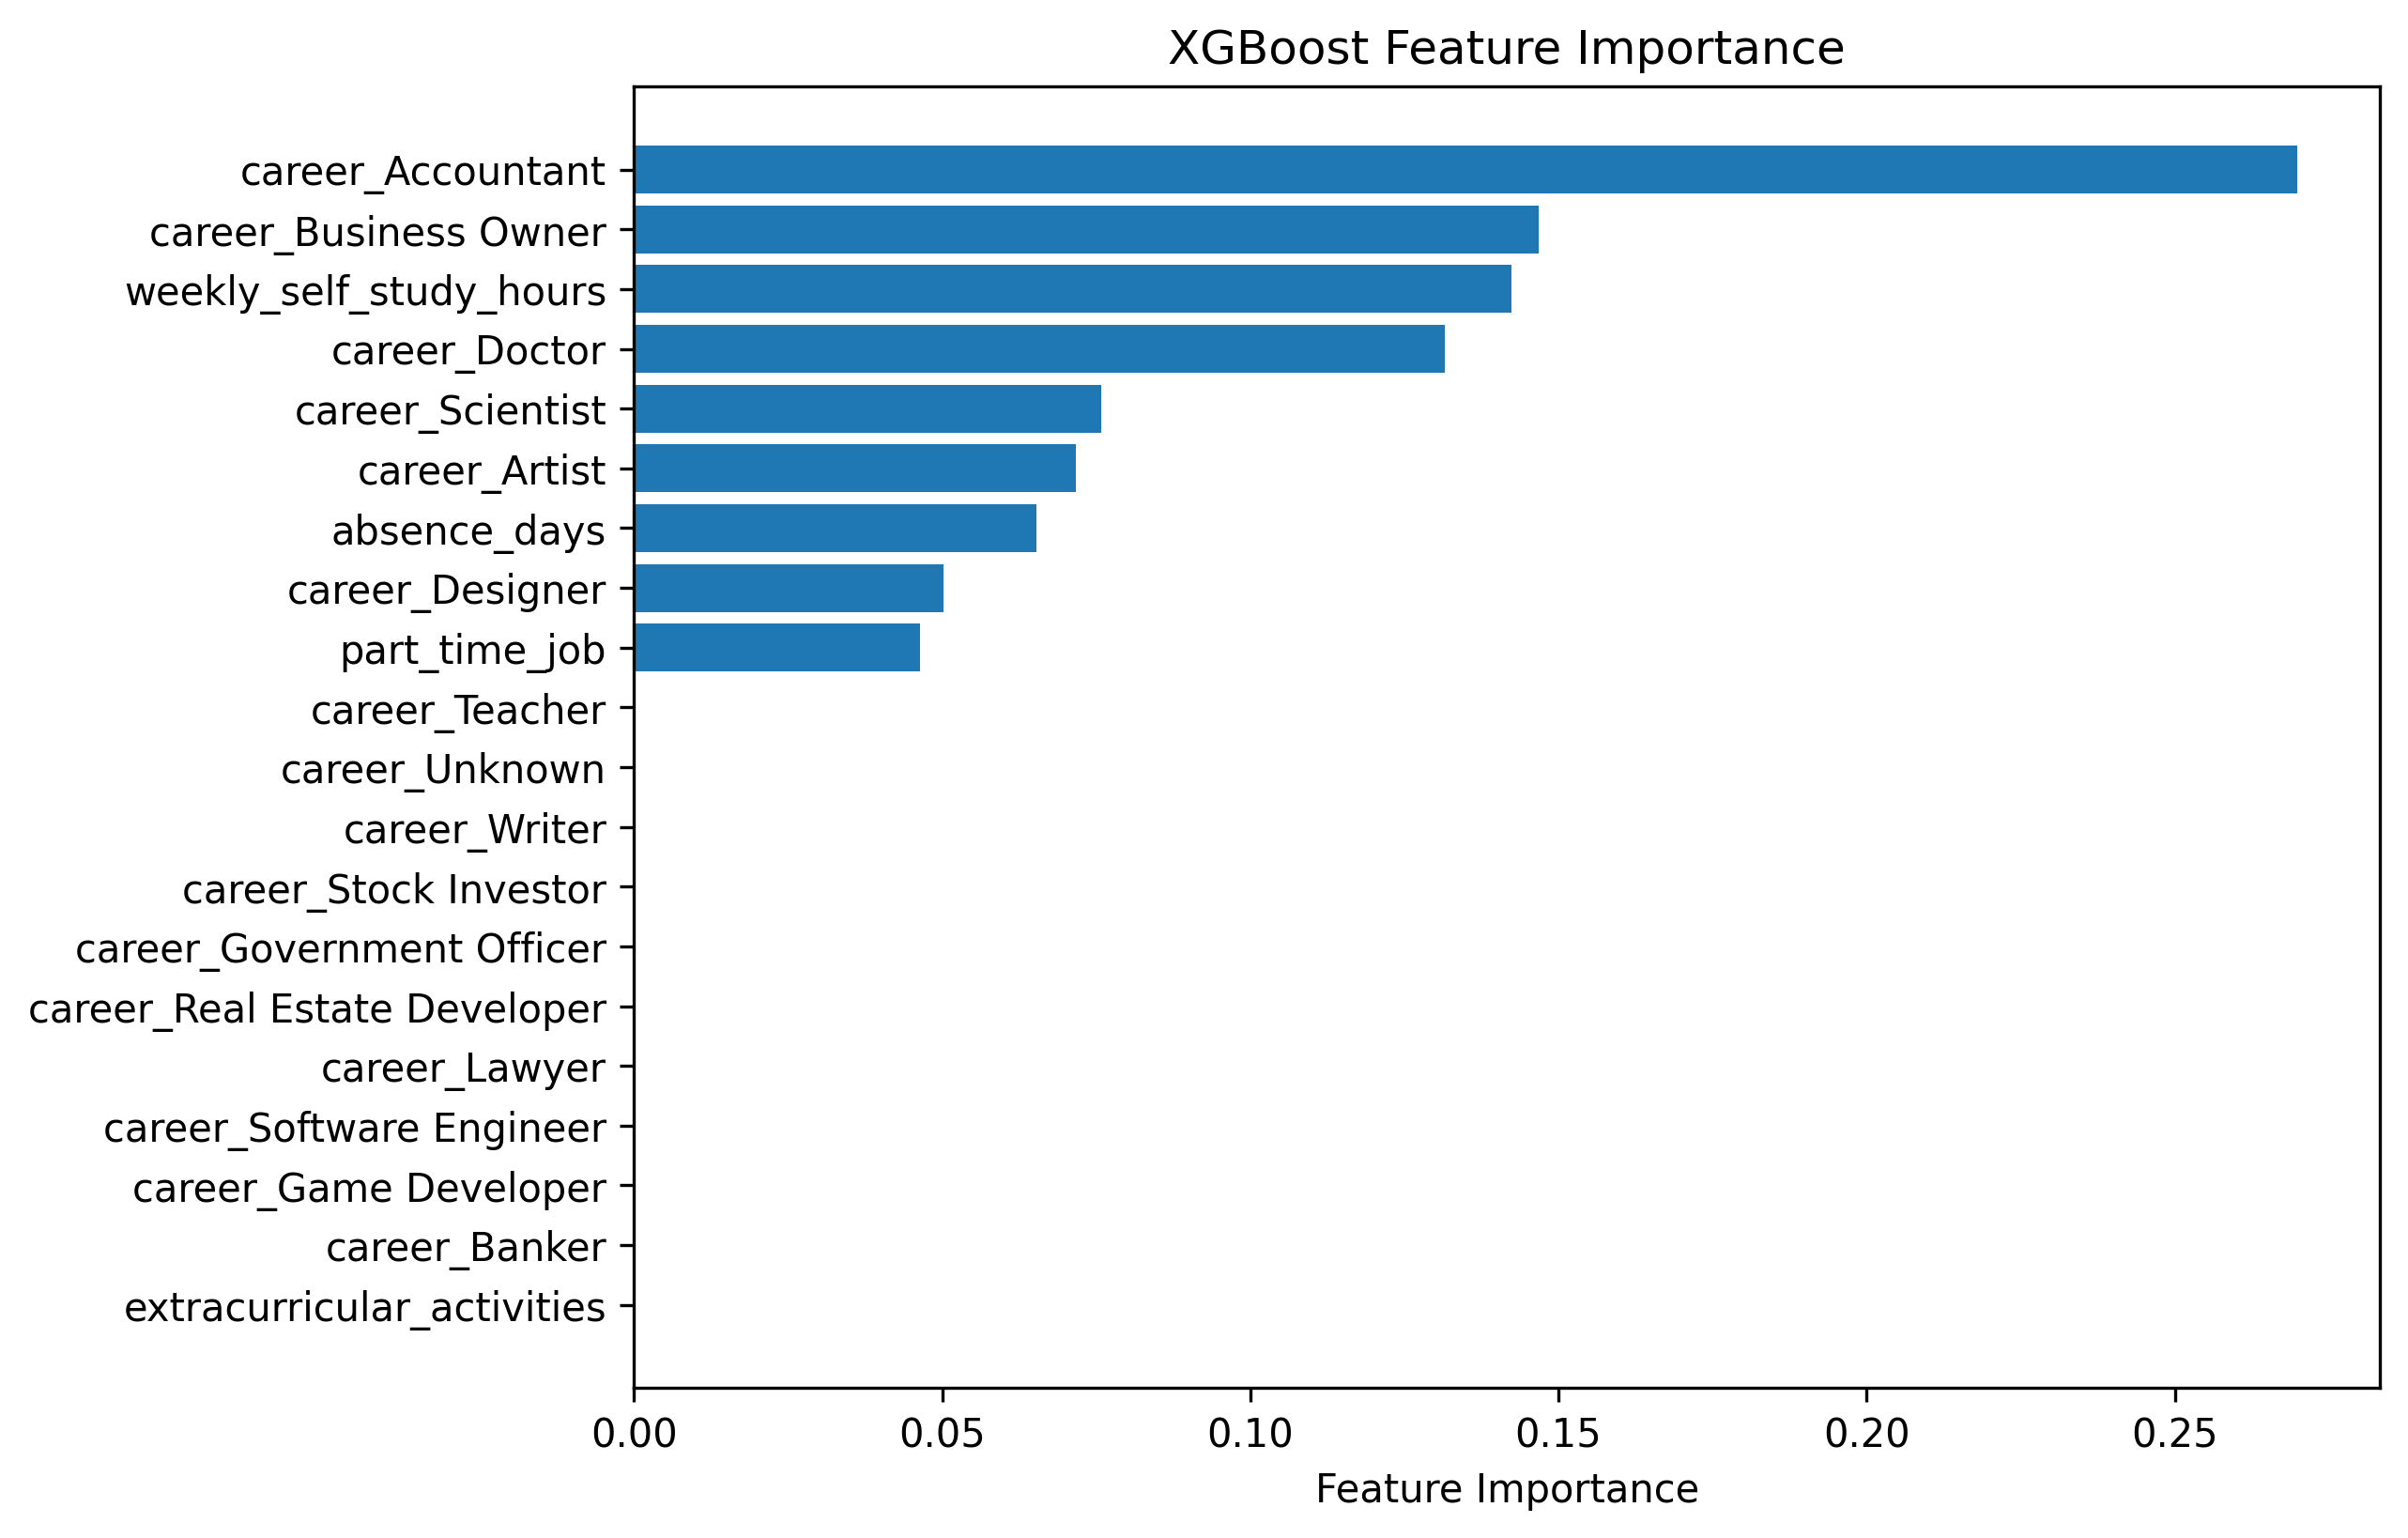 XGBoost Feature Importance
career_Accountant
career_Business Owner
weekly_self_study_hours
career_Doctor
career_Scientist
career_Artist
absence_days
career_Designer
part_time_job
career_Teacher
career_Unknown
career_Writer
career_Stock Investor
career_Government Officer
career_Real Estate Developer
career_Lawyer
career_Software Engineer
career_Game Developer
career_Banker
extracurricular_activities
0.00 0.05 0.10 0.15 0.20 0.25
Feature Importance